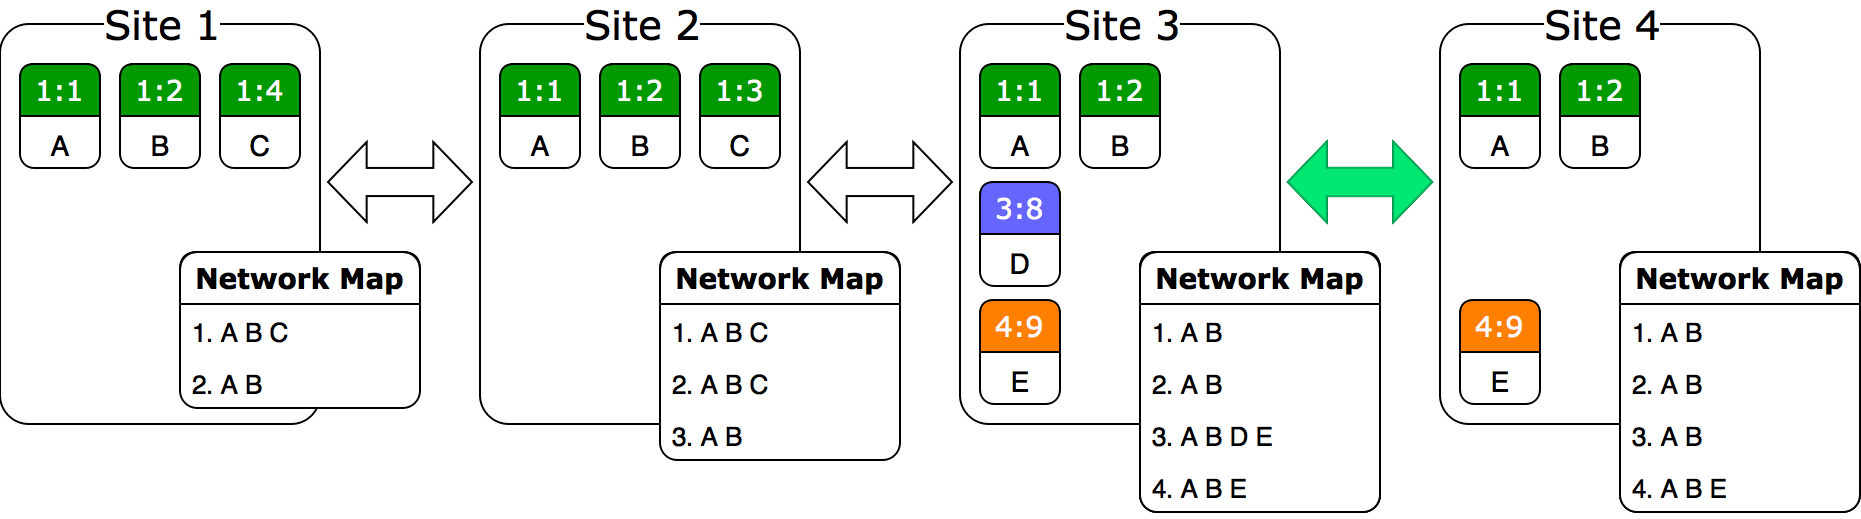 Site 1
1:1 1:2 1:4
A B C
Network Map
1. A B C
2. A B
Site 2
1:1 1:2 1:3
A B C
Network Map
1. A B C
2. A B C
3. A B
Site 3
1:1 1:2
A B
3:8
D
4:9
E
Network Map
1. A B
2. A B
3. A B D E
4. A B E
Site 4
1:1 1:2
A B
4:9
E
Network Map
1. A B
2. A B
3. A B
4. A B E